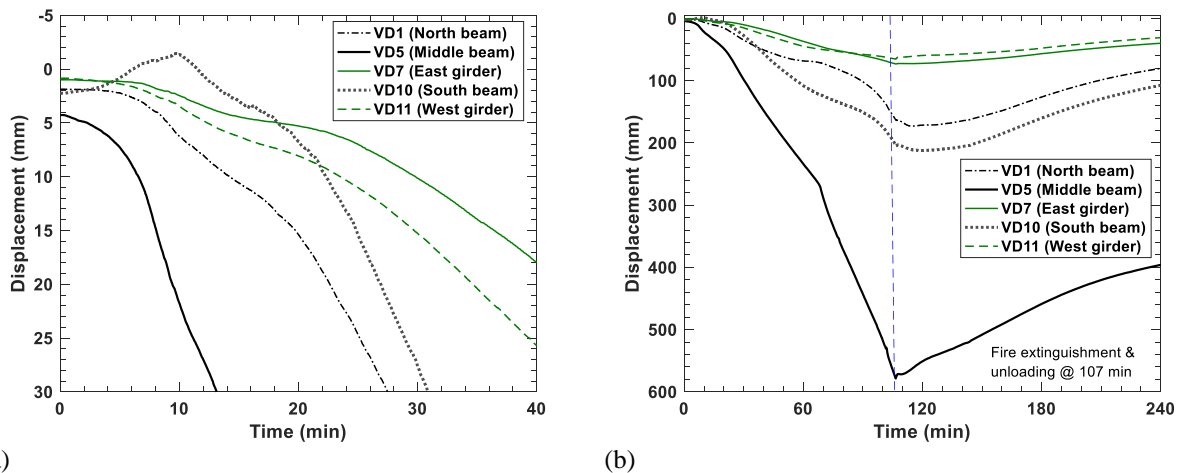 -5
0
5
10
15
20
25
30
0
10
20
30
40
Displacement (mm)
Time (min)
VD1 (North beam)
VD5 (Middle beam)
VD7 (East girder)
VD10 (South beam)
VD11 (West girder)
)
0
100
200
300
400
500
600
0
60
120
180
240
Displacement (mm)
Time (min)
VD1 (North beam)
VD5 (Middle beam)
VD7 (East girder)
VD10 (South beam)
VD11 (West girder)
Fire extinguishment &
unloading @ 107 min
(b)